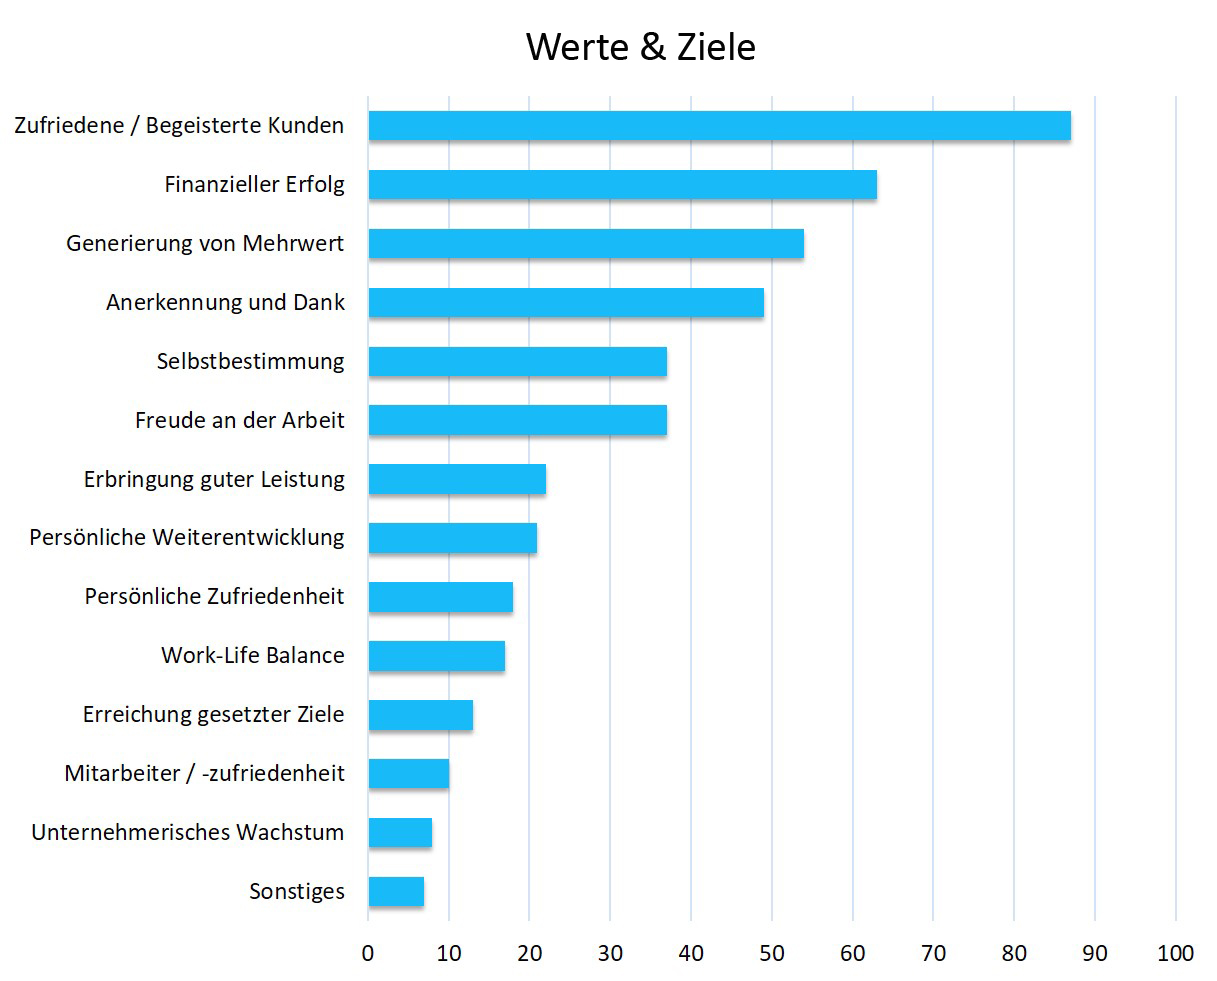 Werte & Ziele
Zufriedene / Begeisterte Kunden
Finanzieller Erfolg
Generierung von Mehrwert
Anerkennung und Dank
Selbstbestimmung
Freude an der Arbeit
Erbringung guter Leistung
Persönliche Weiterentwicklung
Persönliche Zufriedenheit
Work-Life Balance
Erreichung gesetzter Ziele
Mitarbeiter / -zufriedenheit
Unternehmerisches Wachstum
Sonstiges
0 10 20 30 40 50 60 70 80 90 100